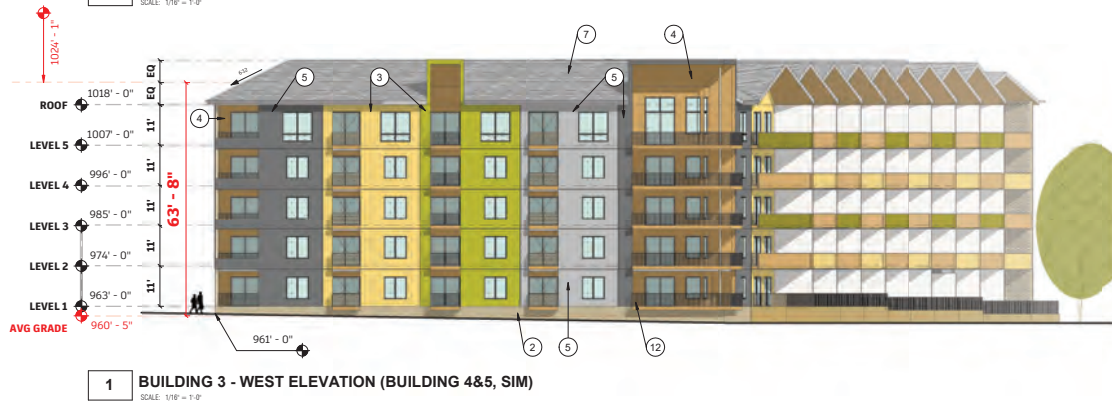 SCALE: 1/16" = 1'-0"
1024' - 1"
EQ
EQ
11'
11'
11'
11'
11'
63' - 8"
ROOF 1018' - 0"
LEVEL 5 1007' - 0"
LEVEL 4 996' - 0"
LEVEL 3 985' - 0"
LEVEL 2 974' - 0"
LEVEL 1 963' - 0"
AVG GRADE 960' - 5"
961' - 0"
7
4
5
3
5
4
2
5
12
1 BUILDING 3 - WEST ELEVATION (BUILDING 4&5, SIM)
SCALE: 1/16" = 1'-0"